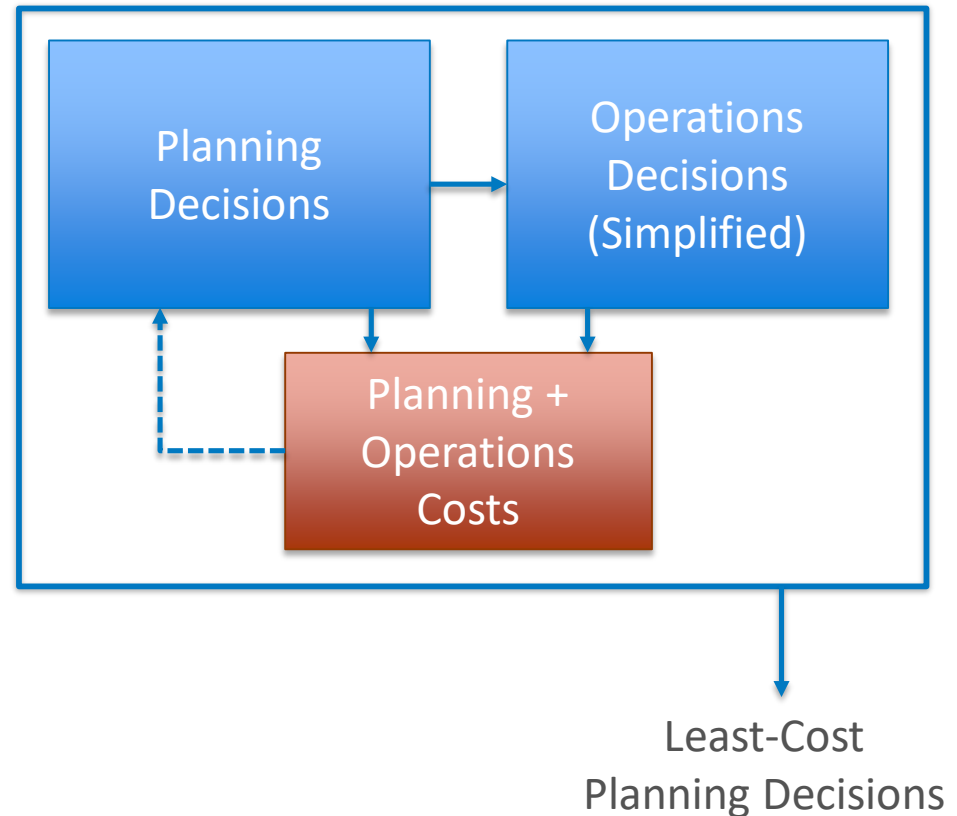 Planning
Decisions
Operations
Decisions
(Simplified)
Planning +
Operations
Costs
Least-Cost
Planning Decisions